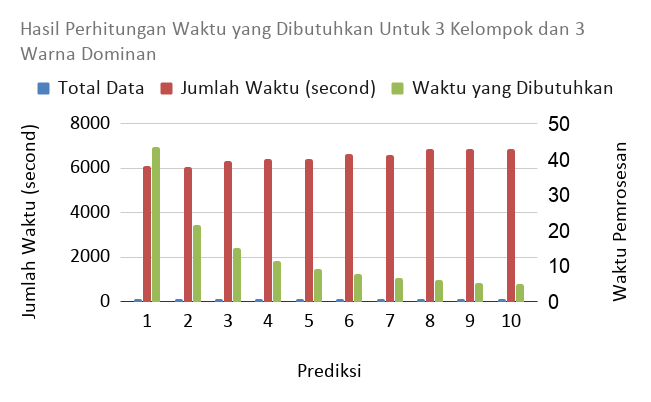 Hasil Perhitungan Waktu yang Dibutuhkan Untuk 3 Kelompok dan 3
Warna Dominan
Total Data Jumlah Waktu (second) Waktu yang Dibutuhkan
Jumlah Waktu (second)
8000
6000
4000
2000
0
50
40
30
20
10
0
Waktu Pemrosesan
1 2 3 4 5 6 7 8 9 10
Prediksi